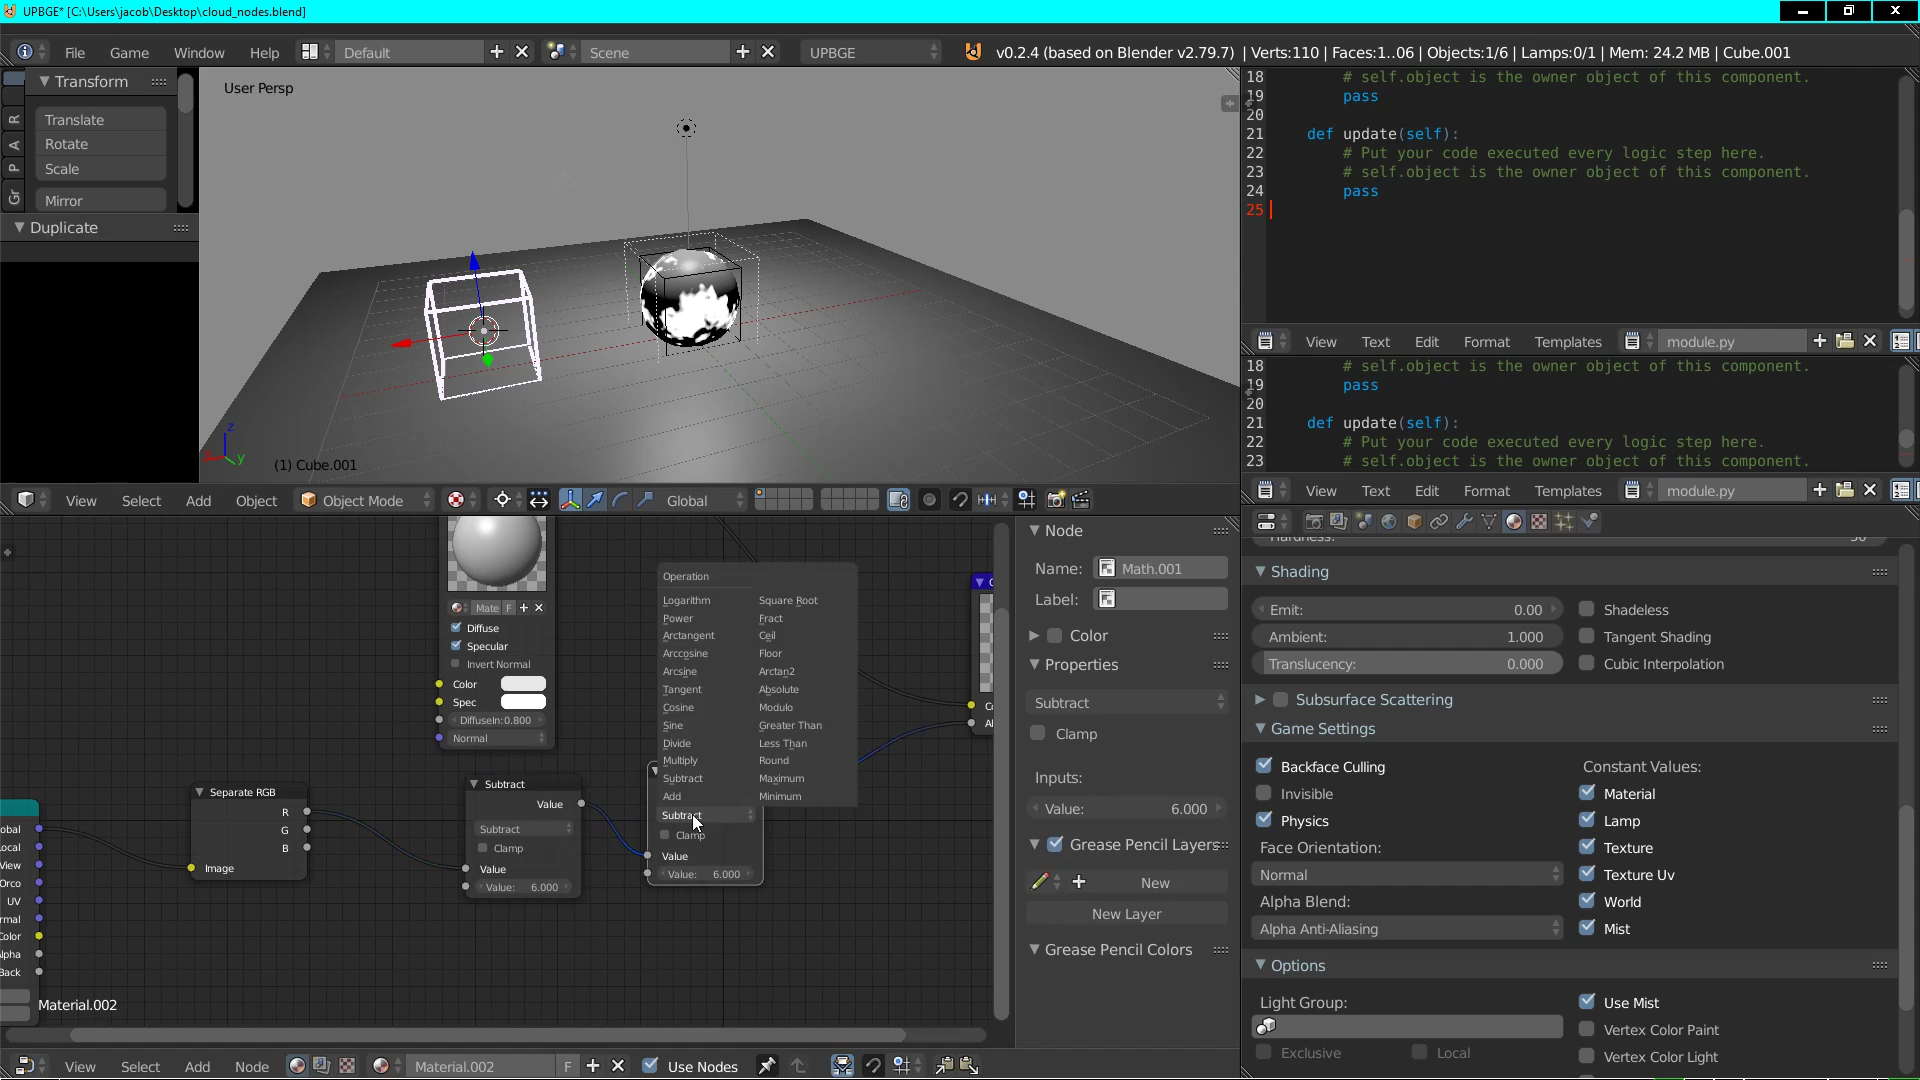 UPBGE* [C:\Users\jacob\Desktop\cloud_nodes.blend]
File Game Window Help Default Scene UPBGE v0.2.4 (based on Blender v2.79.7) | Verts:110 | Faces:1..06 | Objects:1/6 | Lamps:0/1 | Mem: 24.2 MB | Cube.001
Transform
Translate
Rotate
Scale
Mirror
Duplicate
R
A
P
Gr
User Persp
z
y
(1) Cube.001
View Select Add Object Object Mode Global
18 # self.object is the owner object of this component.
19 pass
20
21 def update(self):
22 # Put your code executed every logic step here.
23 # self.object is the owner object of this component.
24 pass
25
View Text Edit Format Templates module.py
18 # self.object is the owner object of this component.
19 pass
20
21 def update(self):
22 # Put your code executed every logic step here.
23 # self.object is the owner object of this component.
View Text Edit Format Templates module.py
Mate F
Diffuse
Specular
Invert Normal
Color
Spec
DiffuseIn:0.800
Normal
Operation
Logarithm Square Root
Power Fract
Arctangent Ceil
Arccosine Floor
Arcsine Arctan2
Tangent Absolute
Cosine Modulo
Sine Greater Than
Divide Less Than
Multiply Round
Subtract Maximum
Add Minimum
Subtract
Clamp
Value
Value: 6.000
Separate RGB
R
G
B
Image
Subtract
Value
Subtract
Clamp
Value
Value: 6.000
obal
ocal
View
Orco
UV
rmal
Color
lpha
Back
Material.002
View Select Add Node Material.002 F Use Nodes
Node
Name: Math.001
Label:
Color
Properties
Subtract
Clamp
Inputs:
Value: 6.000
Grease Pencil Layers
New
New Layer
Grease Pencil Colors
Shading
Emit: 0.00 Shadeless
Ambient: 1.000 Tangent Shading
Translucency: 0.000 Cubic Interpolation
Subsurface Scattering
Game Settings
Backface Culling Constant Values:
Invisible Material
Physics Lamp
Face Orientation: Texture
Normal Texture Uv
Alpha Blend: World
Alpha Anti-Aliasing Mist
Options
Light Group: Use Mist
Vertex Color Paint
Exclusive Local Vertex Color Light